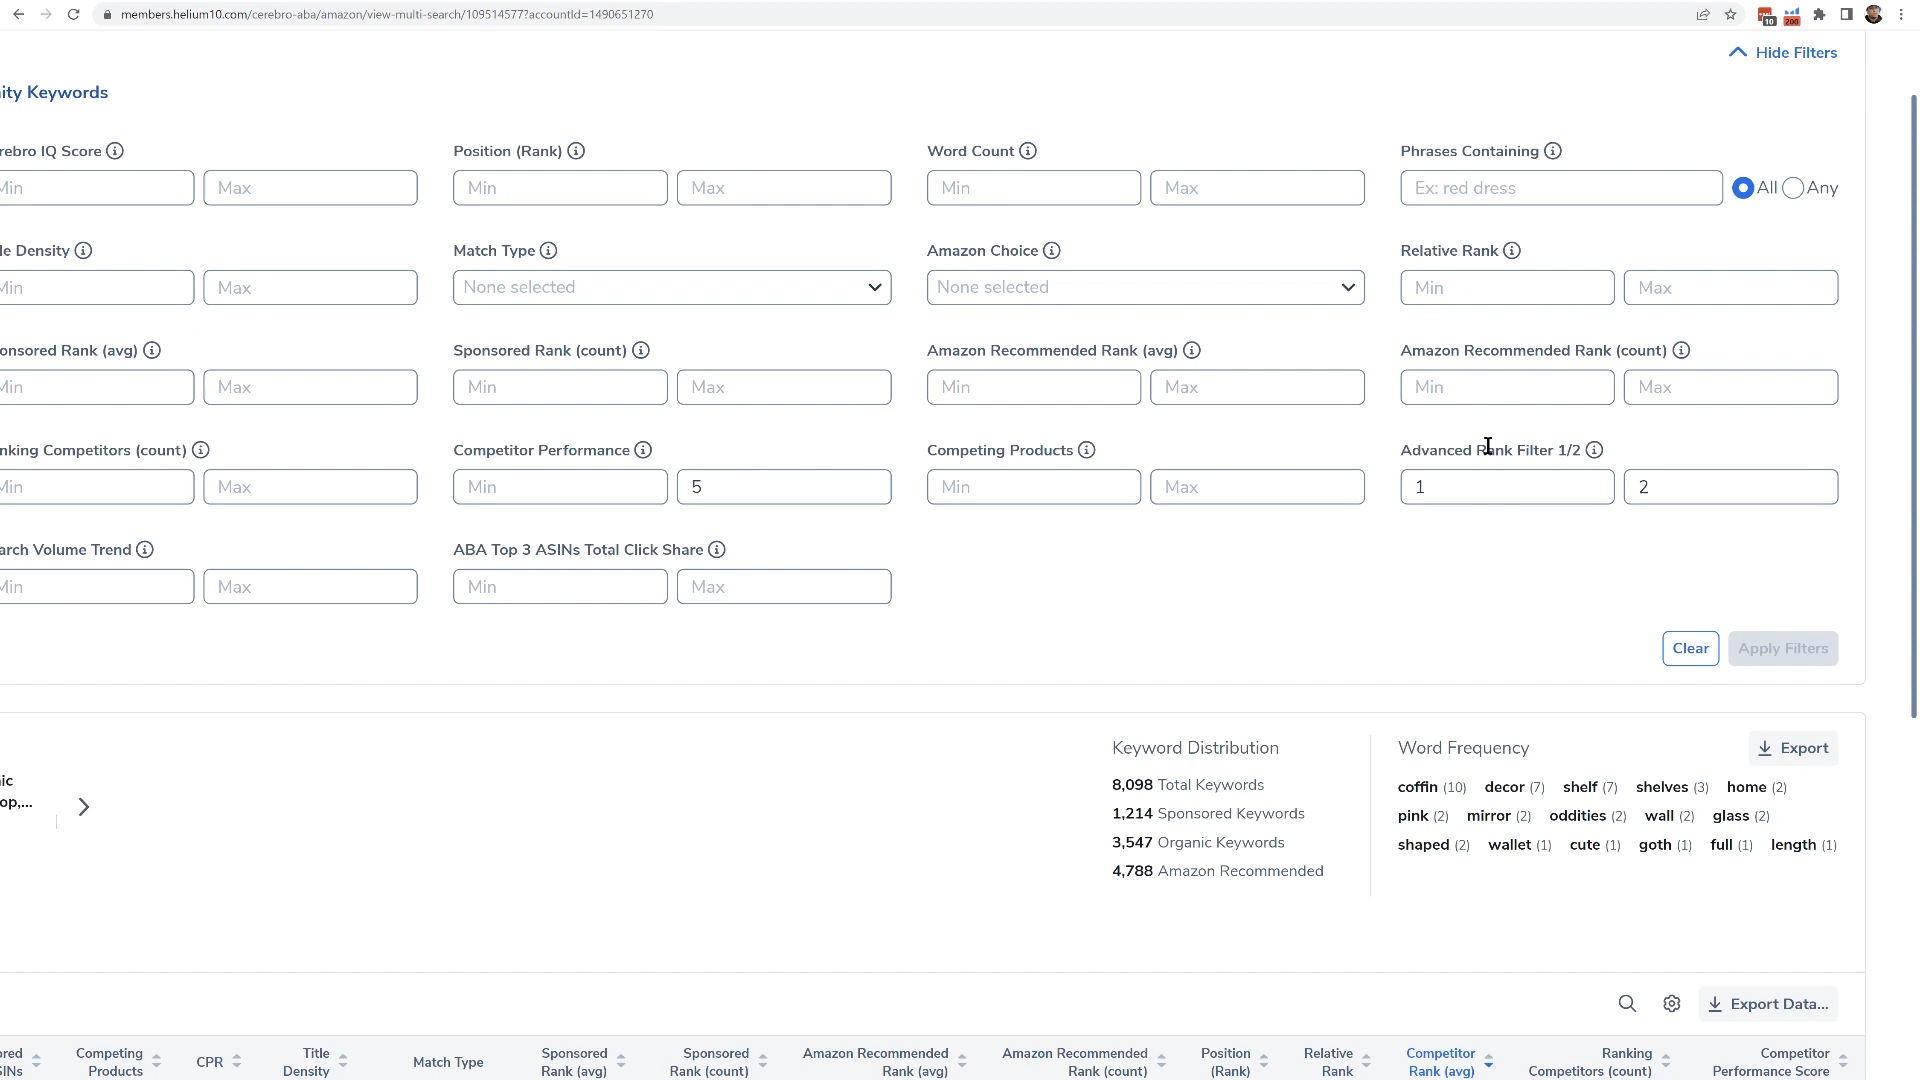 members.helium10.com/cerebro-aba/amazon/view-multi-search/109514577?accountId=1490651270
10
200
Hide Filters
ity Keywords
rebro IQ Score
Position (Rank)
Word Count
Phrases Containing
Min
Max
Min
Max
Min
Max
Ex: red dress
All
Any
le Density
Match Type
Amazon Choice
Relative Rank
Min
Max
None selected
None selected
Min
Max
onsored Rank (avg)
Sponsored Rank (count)
Amazon Recommended Rank (avg)
Amazon Recommended Rank (count)
Min
Max
Min
Max
Min
Max
Min
Max
nking Competitors (count)
Competitor Performance
Competing Products
Advanced Rank Filter 1/2
Min
Max
Min
5
Min
Max
1
2
arch Volume Trend
ABA Top 3 ASINs Total Click Share
Min
Max
Min
Max
Clear
Apply Filters
ic
op,...
Keyword Distribution
8,098 Total Keywords
1,214 Sponsored Keywords
3,547 Organic Keywords
4,788 Amazon Recommended
Word Frequency
Export
coffin (10) decor (7) shelf (7) shelves (3) home (2)
pink (2) mirror (2) oddities (2) wall (2) glass (2)
shaped (2) wallet (1) cute (1) goth (1) full (1) length (1)
Export Data...
ored
SINs
Competing
Products
CPR
Title
Density
Match Type
Sponsored
Rank (avg)
Sponsored
Rank (count)
Amazon Recommended
Rank (avg)
Amazon Recommended
Rank (count)
Position
(Rank)
Relative
Rank
Competitor
Rank (avg)
Ranking
Competitors (count)
Competitor
Performance Score